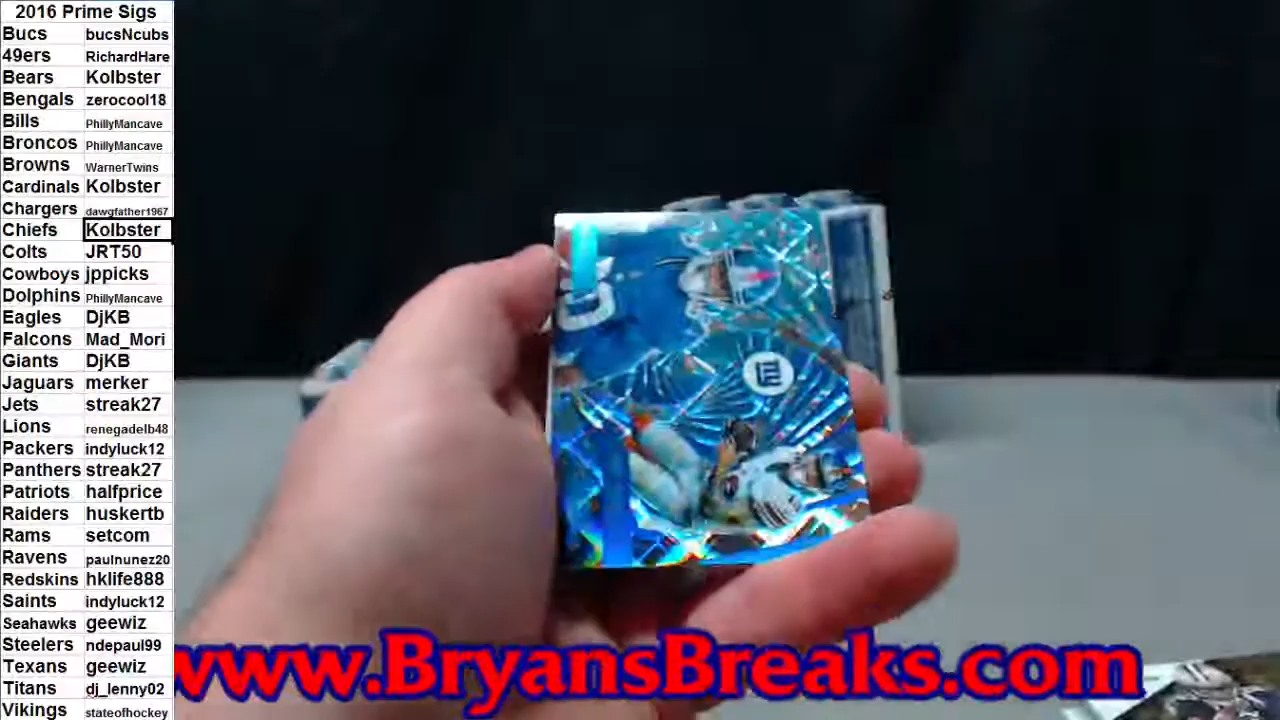 2016 Prime Sigs
Bucs bucsNcubs
49ers RichardHare
Bears Kolbster
Bengals zerocool18
Bills PhillyMancave
Broncos PhillyMancave
Browns WarnerTwins
Cardinals Kolbster
Chargers dawgfather1967
Chiefs Kolbster
Colts JRT50
Cowboys jppicks
Dolphins PhillyMancave
Eagles DjKB
Falcons Mad_Mori
Giants DjKB
Jaguars merker
Jets streak27
Lions renegadelb48
Packers indyluck12
Panthers streak27
Patriots halfprice
Raiders huskertb
Rams setcom
Ravens paulnunez20
Redskins hklife888
Saints indyluck12
Seahawks geewiz
Steelers ndepaul99
Texans geewiz
Titans dj_lenny02
Vikings stateofhockey
ny
www.BryansBreaks.com